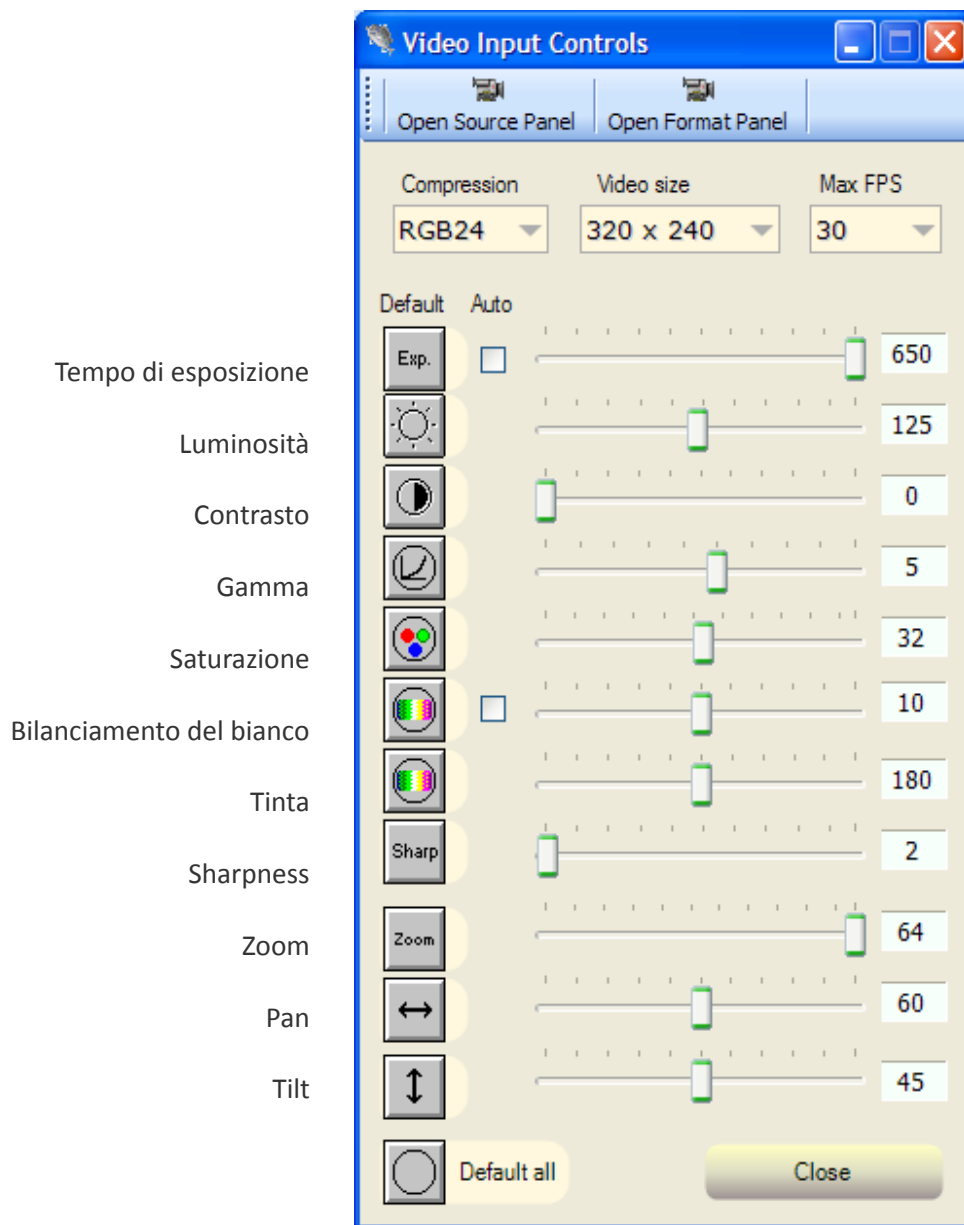 Video Input Controls
Open Source Panel Open Format Panel
Compression Video size Max FPS
RGB24 320 x 240 30
Default Auto
Tempo di esposizione Exp. 650
Luminosità 125
Contrasto 0
Gamma 5
Saturazione 32
Bilanciamento del bianco 10
Tinta 180
Sharpness Sharp 2
Zoom Zoom 64
Pan 60
Tilt 45
Default all Close